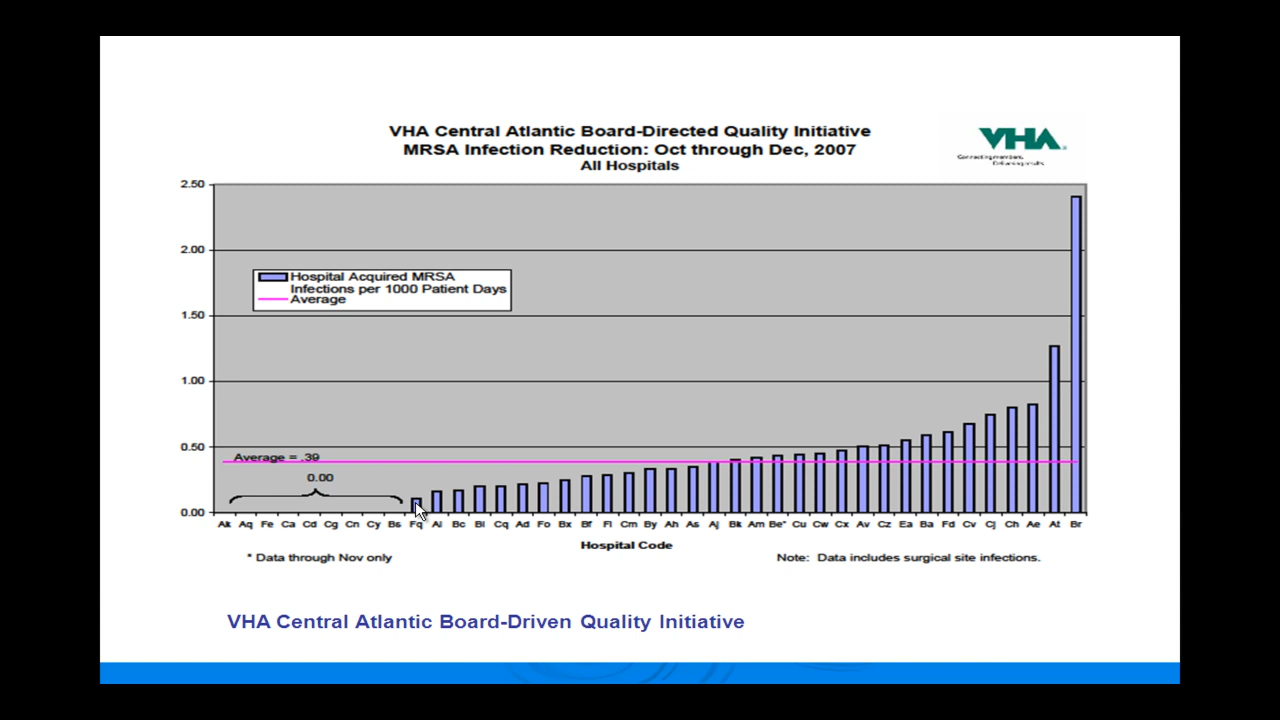 VHA Central Atlantic Board-Directed Quality Initiative
MRSA Infection Reduction: Oct through Dec, 2007
All Hospitals
VHA
Connecting members.
Delivering results.
2.50
2.00
1.50
1.00
0.50
0.00
Hospital Acquired MRSA
Infections per 1000 Patient Days
Average
Average = .39
0.00
Ak Aq Fe Ca Cd Cg Cn Cy Bs Fq Al Bc Bl Cq Ad Fo Bx Bf Fl Cm By Ah As Aj Bk Am Be* Cu Cw Cx Av Cz Ea Ba Fd Cv Cj Ch Ae At Br
Hospital Code
* Data through Nov only
Note: Data includes surgical site infections.
VHA Central Atlantic Board-Driven Quality Initiative